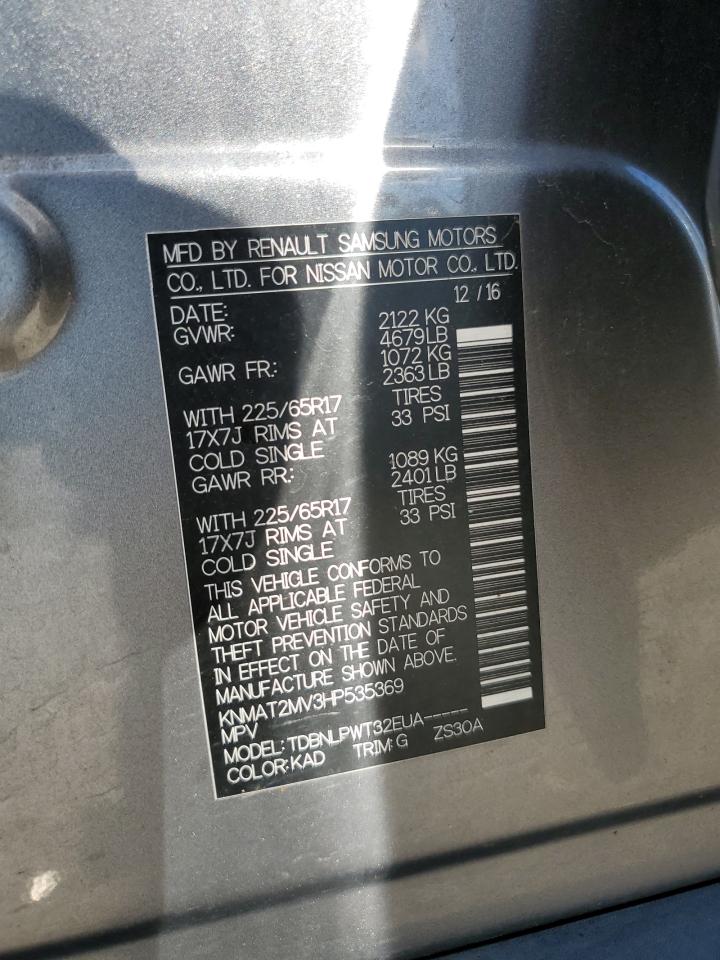 MFD BY RENAULT SAMSUNG MOTORS
CO., LTD. FOR NISSAN MOTOR CO., LTD.
DATE: 12 /16
GVWR: 2122 KG
4679 LB
GAWR FR: 1072 KG
2363 LB
WITH 225/65R17 TIRES
17X7J RIMS AT 33 PSI
COLD SINGLE
GAWR RR: 1089 KG
2401 LB
WITH 225/65R17 TIRES
17X7J RIMS AT 33 PSI
COLD SINGLE
THIS VEHICLE CONFORMS TO
ALL APPLICABLE FEDERAL
MOTOR VEHICLE SAFETY AND
THEFT PREVENTION STANDARDS
IN EFFECT ON THE DATE OF
MANUFACTURE SHOWN ABOVE.
KNMAT2MV3HP535369
MPV
MODEL: TDBNLPWT32EUA-----
COLOR:KAD TRIM: G ZS30A